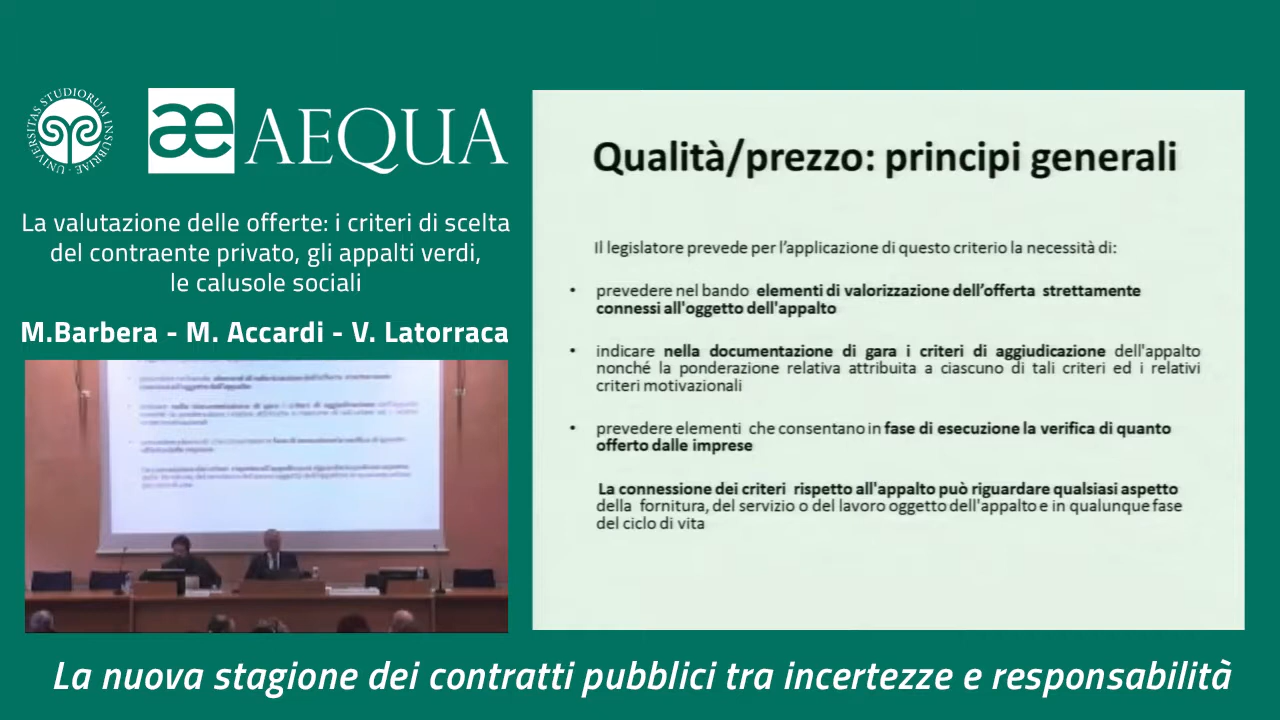 UNIVERSITAS STUDIORUM INSUBRIAE
æ AEQUA
La valutazione delle offerte: i criteri di scelta
del contraente privato, gli appalti verdi,
le calusole sociali
M.Barbera - M. Accardi - V. Latorraca
Qualità/prezzo: principi generali
Il legislatore prevede per l’applicazione di questo criterio la necessità di:
• prevedere nel bando elementi di valorizzazione dell’offerta strettamente
connessi all'oggetto dell'appalto
• indicare nella documentazione di gara i criteri di aggiudicazione dell'appalto
nonché la ponderazione relativa attribuita a ciascuno di tali criteri ed i relativi
criteri motivazionali
• prevedere elementi che consentano in fase di esecuzione la verifica di quanto
offerto dalle imprese
La connessione dei criteri rispetto all'appalto può riguardare qualsiasi aspetto
della fornitura, del servizio o del lavoro oggetto dell'appalto e in qualunque fase
del ciclo di vita
La nuova stagione dei contratti pubblici tra incertezze e responsabilità